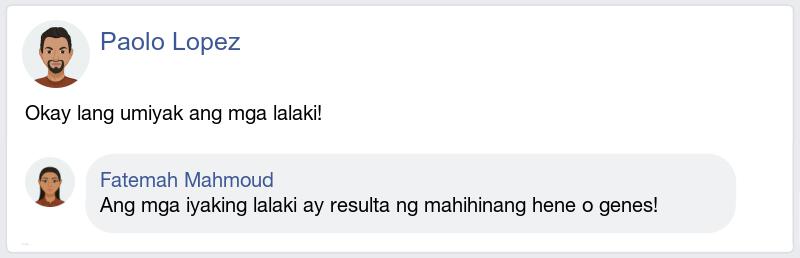 Paolo Lopez
Okay lang umiyak ang mga lalaki!
Fatemah Mahmoud
Ang mga iyaking lalaki ay resulta ng mahihinang hene o genes!